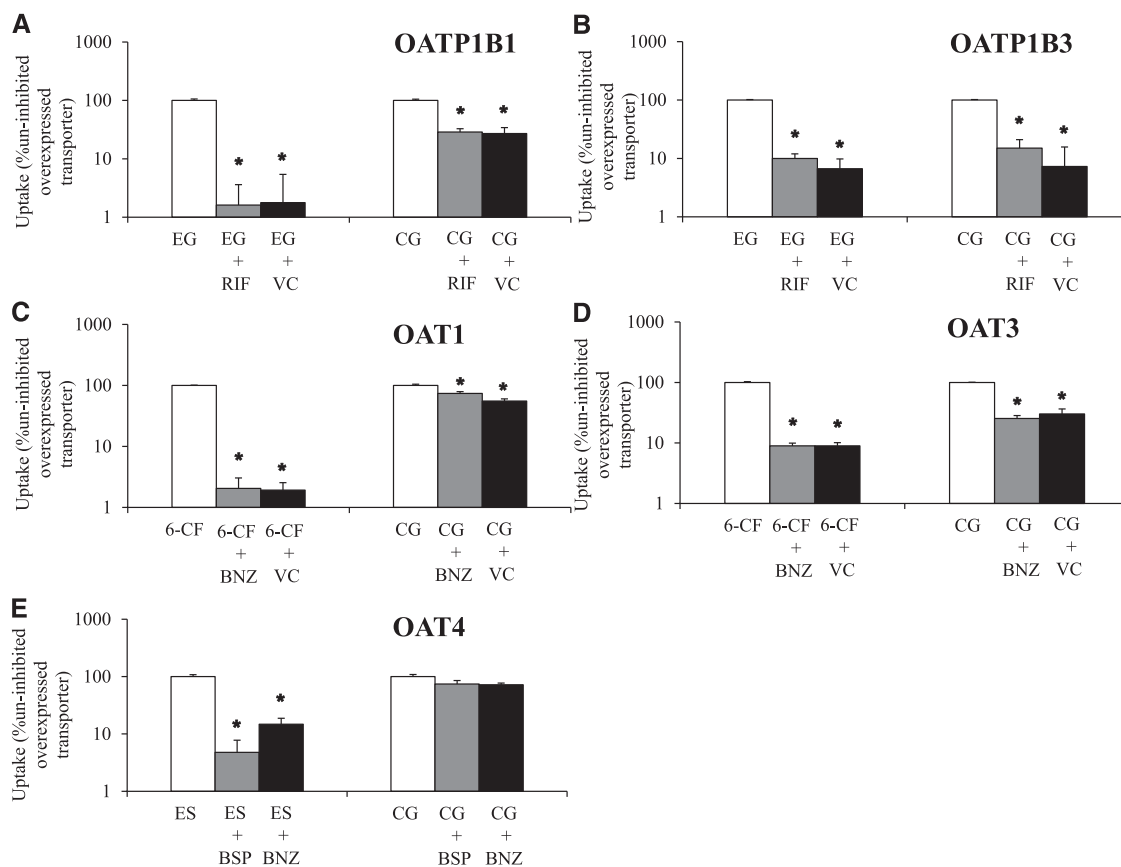 A
OATP1B1
Uptake (%un-inhibited
overexpressed
transporter)
1000
100
10
1
*
*
*
*
EG
EG
+
RIF
EG
+
VC
CG
CG
+
RIF
CG
+
VC
B
OATP1B3
Uptake (%un-inhibited
overexpressed
transporter)
1000
100
10
1
*
*
*
*
EG
EG
+
RIF
EG
+
VC
CG
CG
+
RIF
CG
+
VC
C
OAT1
Uptake (%un-inhibited
overexpressed
transporter)
1000
100
10
1
*
*
*
*
6-CF
6-CF
+
BNZ
6-CF
+
VC
CG
CG
+
BNZ
CG
+
VC
D
OAT3
Uptake (%un-inhibited
overexpressed
transporter)
1000
100
10
1
*
*
*
*
6-CF
6-CF
+
BNZ
6-CF
+
VC
CG
CG
+
BNZ
CG
+
VC
E
OAT4
Uptake (%un-inhibited
overexpressed
transporter)
1000
100
10
1
*
*
ES
ES
+
BSP
ES
+
BNZ
CG
CG
+
BSP
CG
+
BNZ